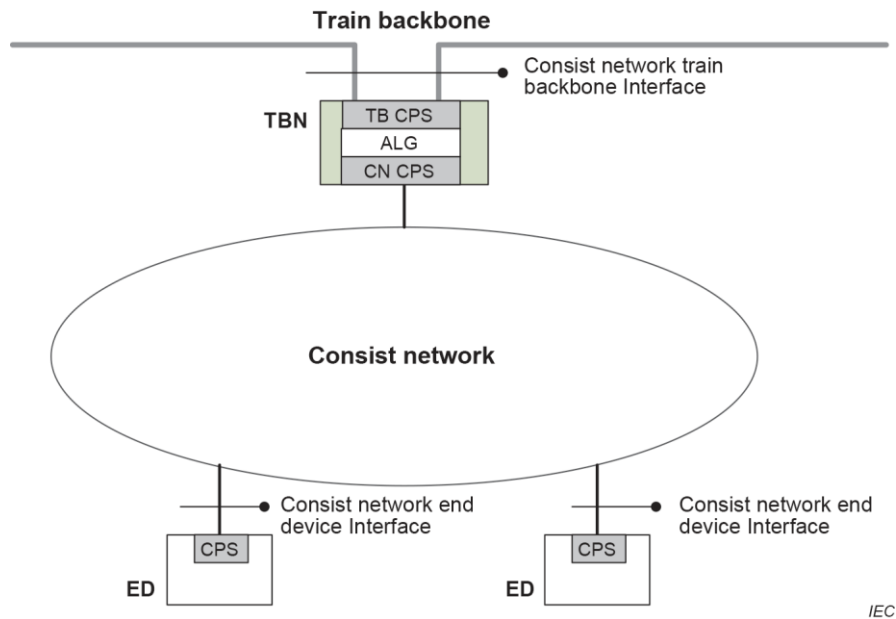 Train backbone
Consist network train
backbone Interface
TBN
TB CPS
ALG
CN CPS
Consist network
Consist network end
device Interface
Consist network end
device Interface
CPS
CPS
ED
ED
IEC